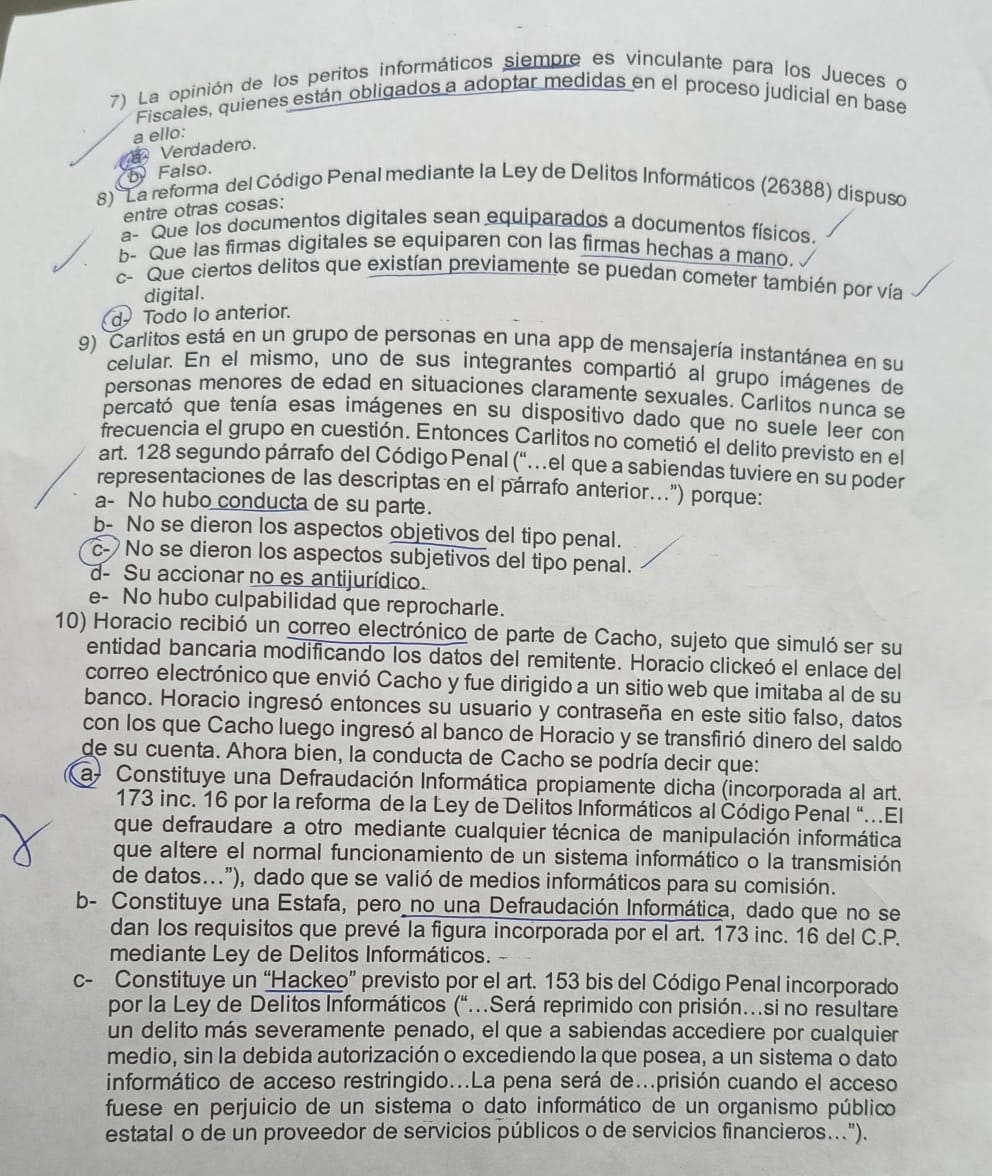 7) La opinión de los peritos informáticos siempre es vinculante para los Jueces o
Fiscales, quienes están obligados a adoptar medidas en el proceso judicial en base
a ello:
a- Verdadero.
b- Falso.
8) La reforma del Código Penal mediante la Ley de Delitos Informáticos (26388) dispuso
entre otras cosas:
a- Que los documentos digitales sean equiparados a documentos físicos.
b- Que las firmas digitales se equiparen con las firmas hechas a mano.
c- Que ciertos delitos que existían previamente se puedan cometer también por vía
digital.
d- Todo lo anterior.
9) Carlitos está en un grupo de personas en una app de mensajería instantánea en su
celular. En el mismo, uno de sus integrantes compartió al grupo imágenes de
personas menores de edad en situaciones claramente sexuales. Carlitos nunca se
percató que tenía esas imágenes en su dispositivo dado que no suele leer con
frecuencia el grupo en cuestión. Entonces Carlitos no cometió el delito previsto en el
art. 128 segundo párrafo del Código Penal (“…el que a sabiendas tuviere en su poder
representaciones de las descriptas en el párrafo anterior…”) porque:
a- No hubo conducta de su parte.
b- No se dieron los aspectos objetivos del tipo penal.
c- No se dieron los aspectos subjetivos del tipo penal.
d- Su accionar no es antijurídico.
e- No hubo culpabilidad que reprocharle.
10) Horacio recibió un correo electrónico de parte de Cacho, sujeto que simuló ser su
entidad bancaria modificando los datos del remitente. Horacio clickeó el enlace del
correo electrónico que envió Cacho y fue dirigido a un sitio web que imitaba al de su
banco. Horacio ingresó entonces su usuario y contraseña en este sitio falso, datos
con los que Cacho luego ingresó al banco de Horacio y se transfirió dinero del saldo
de su cuenta. Ahora bien, la conducta de Cacho se podría decir que:
a- Constituye una Defraudación Informática propiamente dicha (incorporada al art.
173 inc. 16 por la reforma de la Ley de Delitos Informáticos al Código Penal “…El
que defraudare a otro mediante cualquier técnica de manipulación informática
que altere el normal funcionamiento de un sistema informático o la transmisión
de datos…”), dado que se valió de medios informáticos para su comisión.
b- Constituye una Estafa, pero no una Defraudación Informática, dado que no se
dan los requisitos que prevé la figura incorporada por el art. 173 inc. 16 del C.P.
mediante Ley de Delitos Informáticos.
c- Constituye un “Hackeo” previsto por el art. 153 bis del Código Penal incorporado
por la Ley de Delitos Informáticos (“…Será reprimido con prisión…si no resultare
un delito más severamente penado, el que a sabiendas accediere por cualquier
medio, sin la debida autorización o excediendo la que posea, a un sistema o dato
informático de acceso restringido…La pena será de…prisión cuando el acceso
fuese en perjuicio de un sistema o dato informático de un organismo público
estatal o de un proveedor de servicios públicos o de servicios financieros…”).